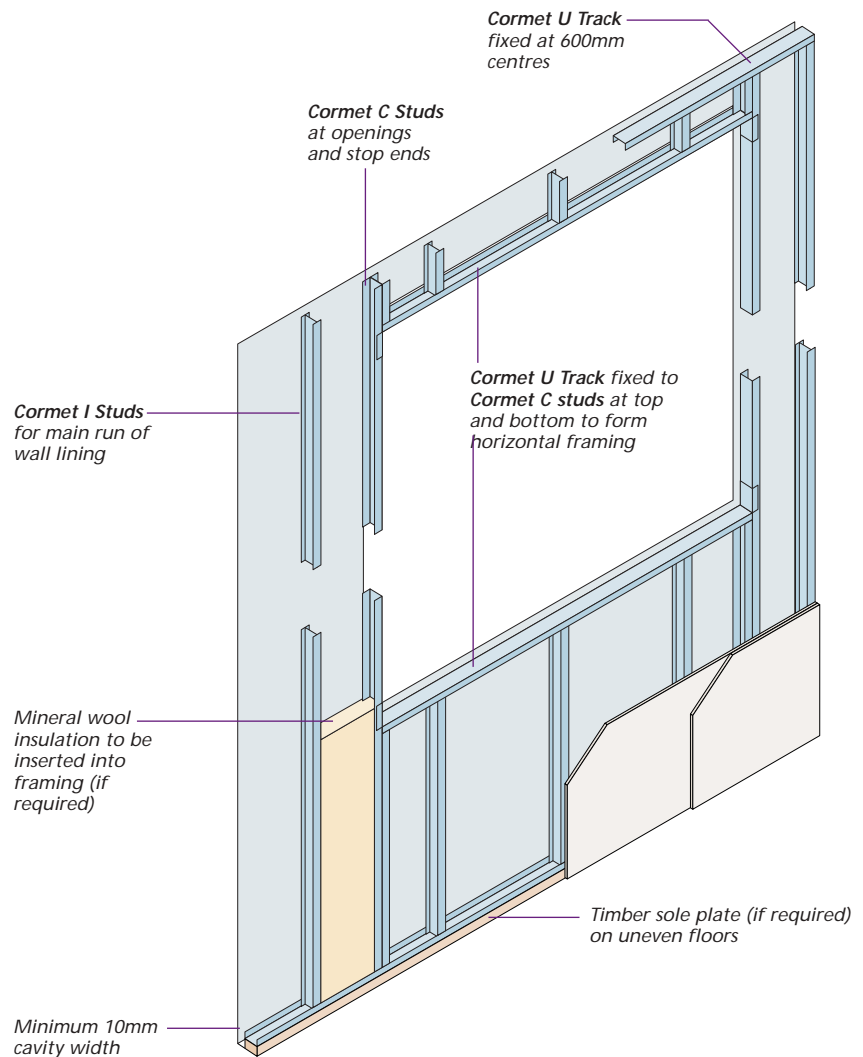 Cormet U Track
fixed at 600mm
centres
Cormet C Studs
at openings
and stop ends
Cormet I Studs
for main run of
wall lining
Cormet U Track fixed to
Cormet C studs at top
and bottom to form
horizontal framing
Mineral wool
insulation to be
inserted into
framing (if
required)
Timber sole plate (if required)
on uneven floors
Minimum 10mm
cavity width